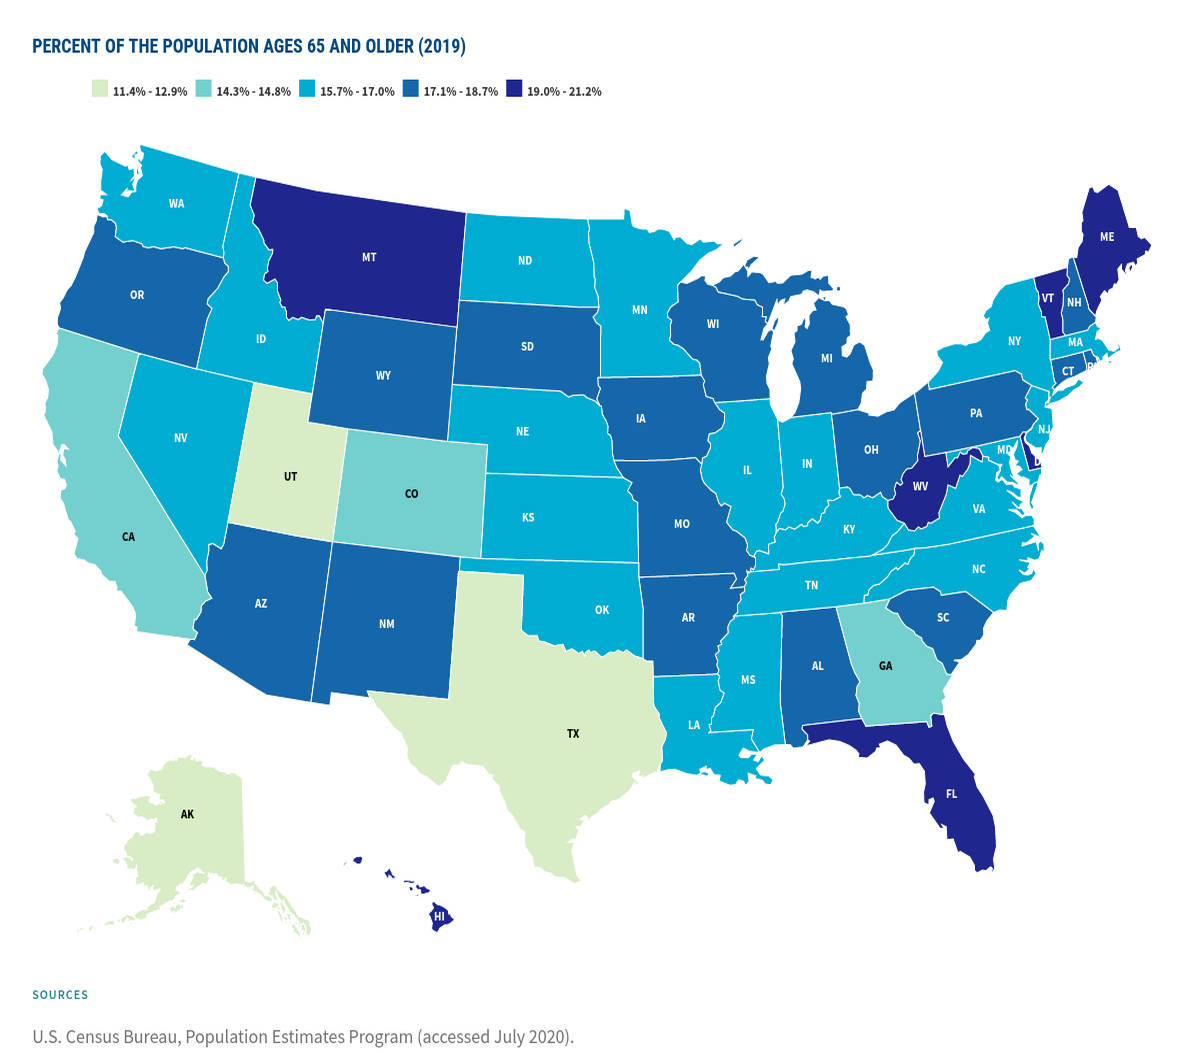 PERCENT OF THE POPULATION AGES 65 AND OLDER (2019)
11.4% - 12.9% 14.3% - 14.8% 15.7% - 17.0% 17.1% - 18.7% 19.0% - 21.2%
WA
MT
ND
ME
OR
MN
VT
NH
ID
SD
WI
NY
MA
WY
MI
CT
NV
NE
IA
PA
NJ
UT
CO
IL
IN
OH
MD
WV
CA
KS
MO
KY
VA
AZ
NM
OK
AR
TN
NC
SC
TX
LA
MS
AL
GA
AK
FL
HI
SOURCES
U.S. Census Bureau, Population Estimates Program (accessed July 2020).